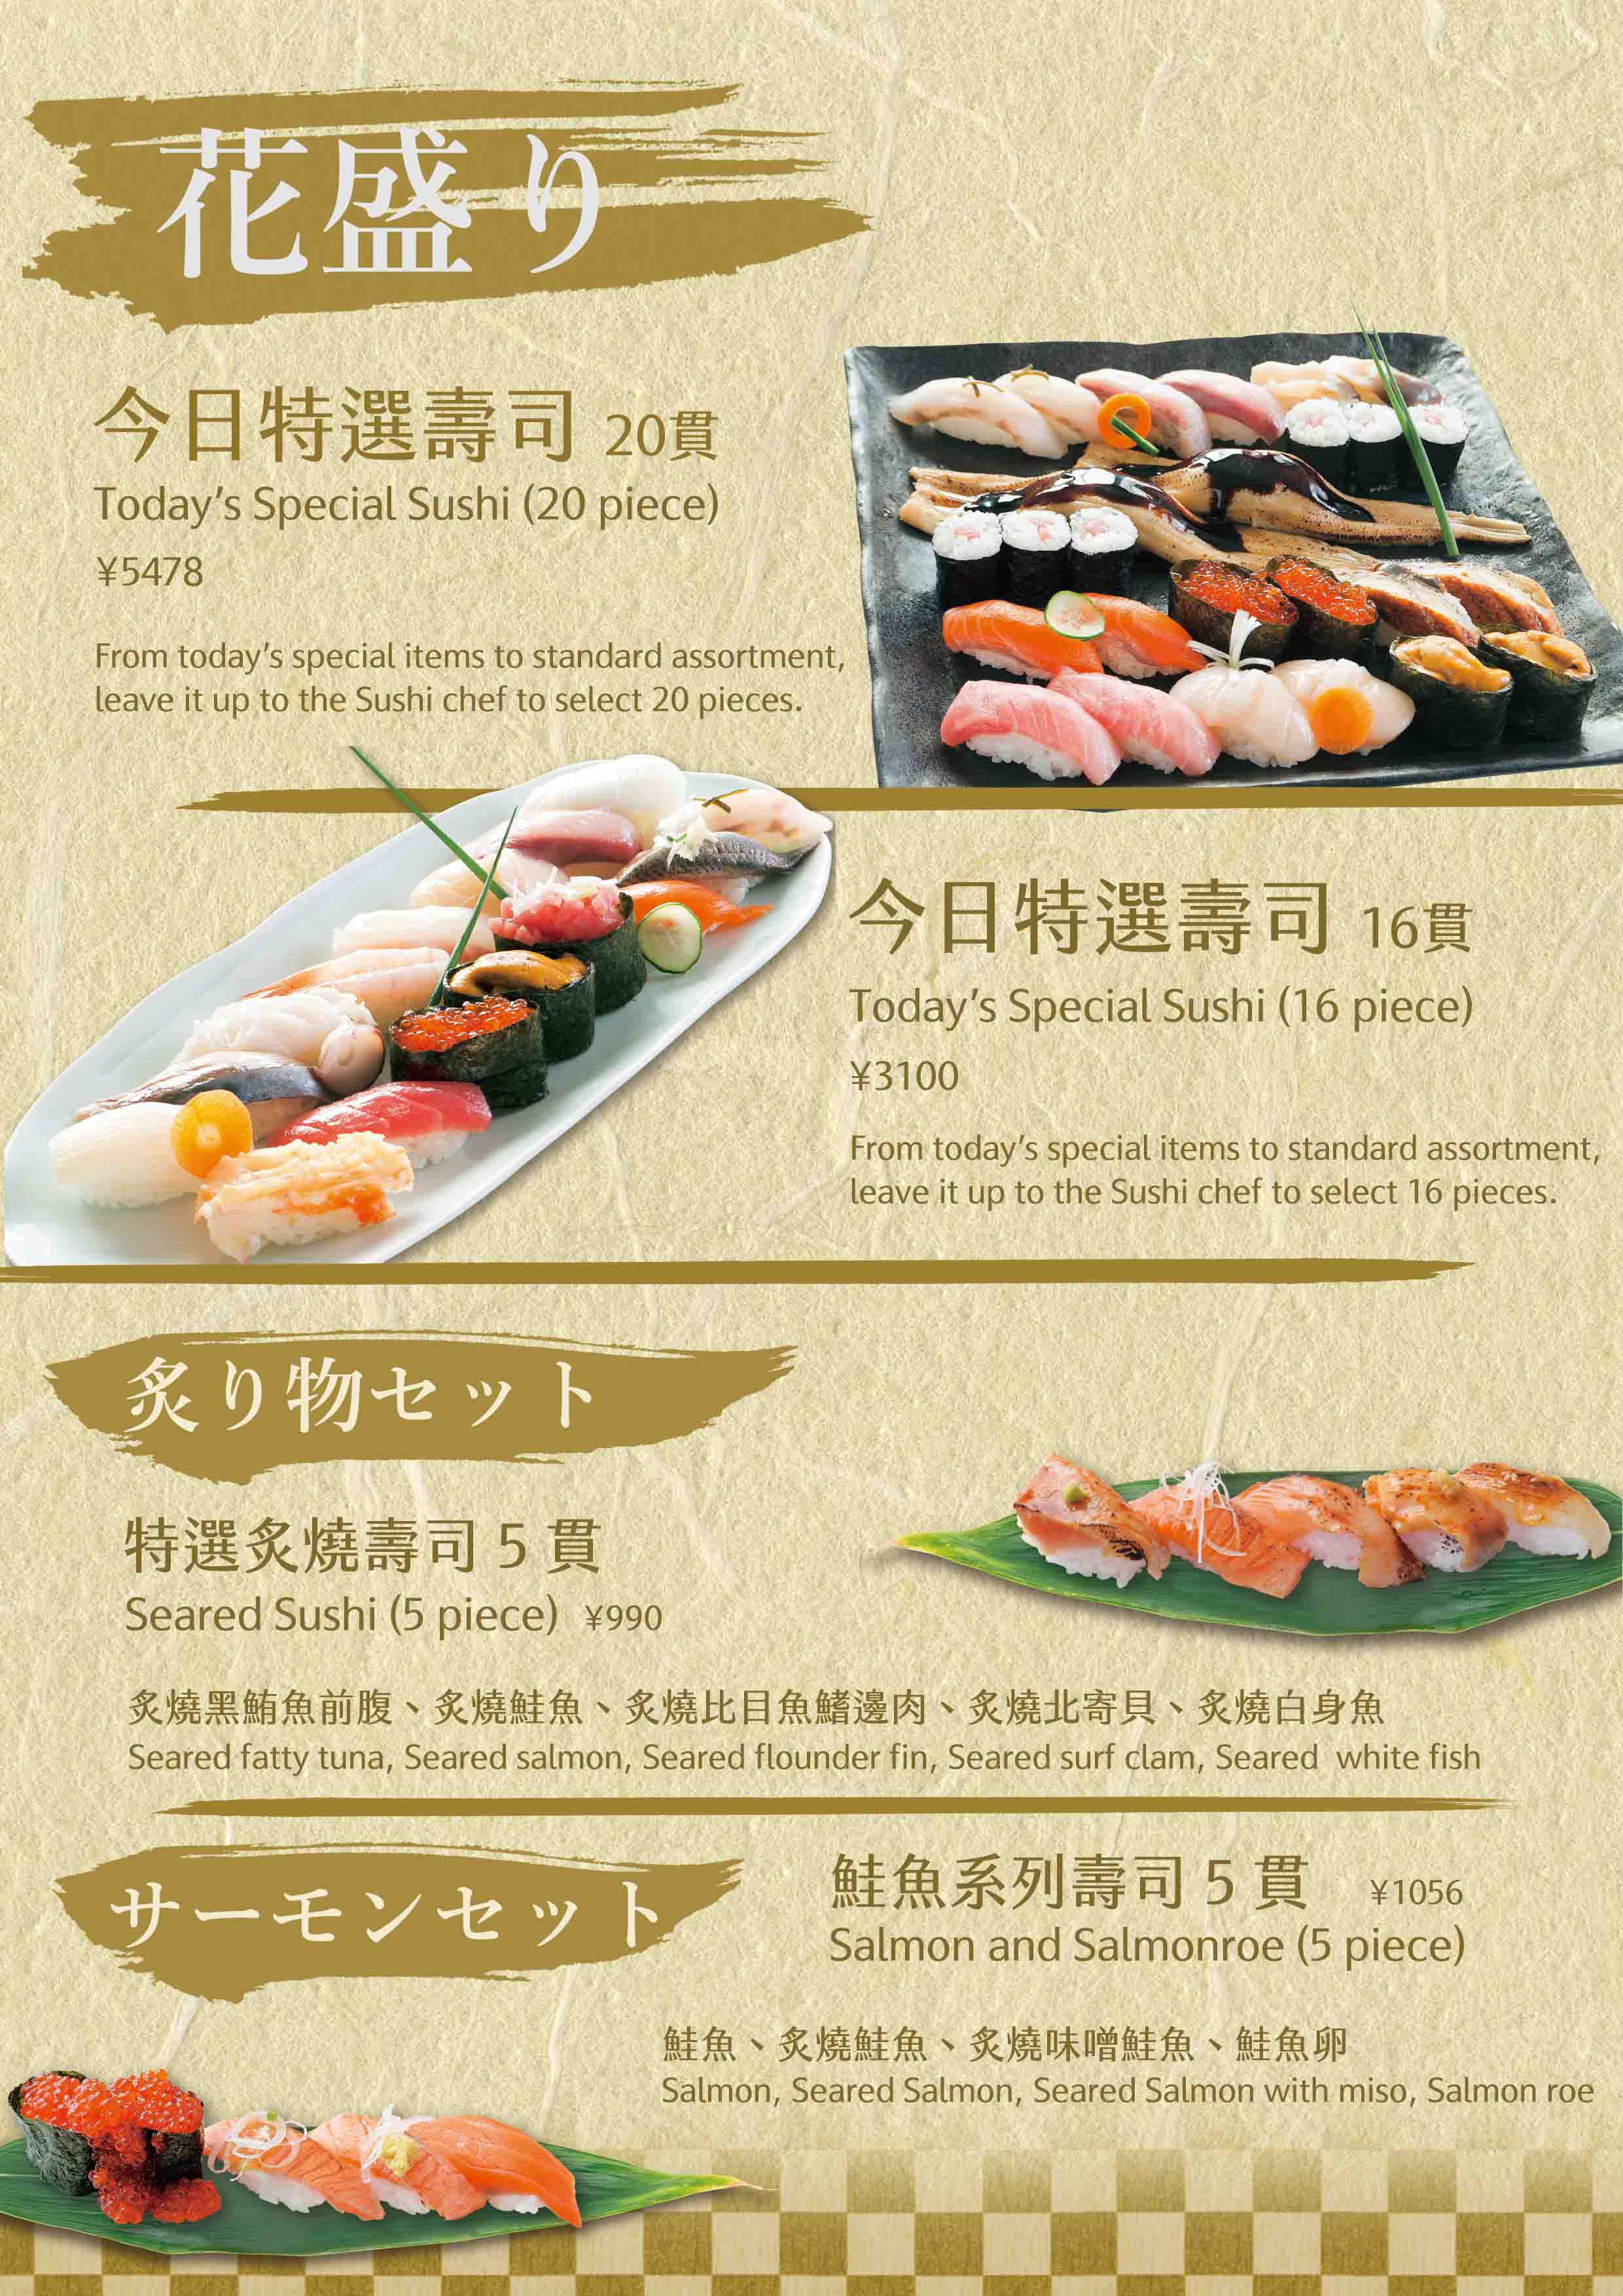 花盛り
今日特選壽司 20貫
Today's Special Sushi (20 piece)
¥5478
From today's special items to standard assortment,
leave it up to the Sushi chef to select 20 pieces.
今日特選壽司 16貫
Today's Special Sushi (16 piece)
¥3100
From today's special items to standard assortment,
leave it up to the Sushi chef to select 16 pieces.
炙り物セット
特選炙燒壽司 5 貫
Seared Sushi (5 piece) ¥990
炙燒黑鮪魚前腹、炙燒鮭魚、炙燒比目魚鰭邊肉、炙燒北寄貝、炙燒白身魚
Seared fatty tuna, Seared salmon, Seared flounder fin, Seared surf clam, Seared white fish
サーモンセット
鮭魚系列壽司 5 貫 ¥1056
Salmon and Salmonroe (5 piece)
鮭魚、炙燒鮭魚、炙燒味噌鮭魚、鮭魚卵
Salmon, Seared Salmon, Seared Salmon with miso, Salmon roe